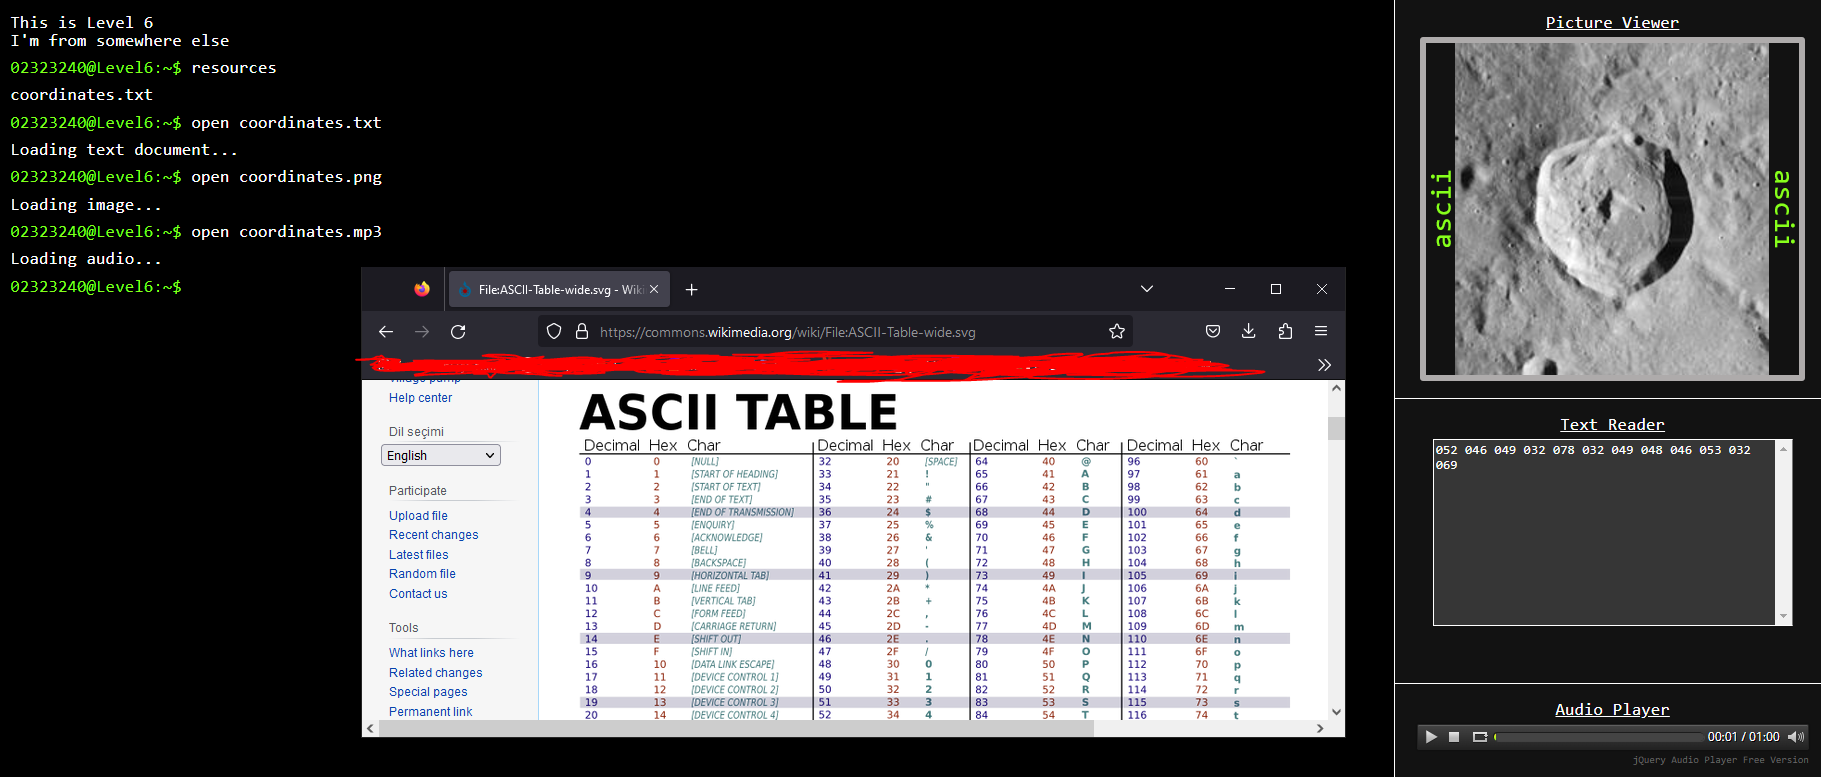 This is Level 6
I'm from somewhere else
02323240@Level6:~$ resources
coordinates.txt
02323240@Level6:~$ open coordinates.txt
Loading text document...
02323240@Level6:~$ open coordinates.png
Loading image...
02323240@Level6:~$ open coordinates.mp3
Loading audio...
02323240@Level6:~$
File:ASCII-Table-wide.svg - Wiki
https://commons.wikimedia.org/wiki/File:ASCII-Table-wide.svg
Village pump
Help center
Dil seçimi
English
Participate
Upload file
Recent changes
Latest files
Random file
Contact us
Tools
What links here
Related changes
Special pages
Permanent link
ASCII TABLE
Decimal Hex Char Decimal Hex Char Decimal Hex Char Decimal Hex Char
0 0 [NULL] 32 20 [SPACE] 64 40 @ 96 60 `
1 1 [START OF HEADING] 33 21 ! 65 41 A 97 61 a
2 2 [START OF TEXT] 34 22 " 66 42 B 98 62 b
3 3 [END OF TEXT] 35 23 # 67 43 C 99 63 c
4 4 [END OF TRANSMISSION] 36 24 $ 68 44 D 100 64 d
5 5 [ENQUIRY] 37 25 % 69 45 E 101 65 e
6 6 [ACKNOWLEDGE] 38 26 & 70 46 F 102 66 f
7 7 [BELL] 39 27 ' 71 47 G 103 67 g
8 8 [BACKSPACE] 40 28 ( 72 48 H 104 68 h
9 9 [HORIZONTAL TAB] 41 29 ) 73 49 I 105 69 i
10 A [LINE FEED] 42 2A * 74 4A J 106 6A j
11 B [VERTICAL TAB] 43 2B + 75 4B K 107 6B k
12 C [FORM FEED] 44 2C , 76 4C L 108 6C l
13 D [CARRIAGE RETURN] 45 2D - 77 4D M 109 6D m
14 E [SHIFT OUT] 46 2E . 78 4E N 110 6E n
15 F [SHIFT IN] 47 2F / 79 4F O 111 6F o
16 10 [DATA LINK ESCAPE] 48 30 0 80 50 P 112 70 p
17 11 [DEVICE CONTROL 1] 49 31 1 81 51 Q 113 71 q
18 12 [DEVICE CONTROL 2] 50 32 2 82 52 R 114 72 r
19 13 [DEVICE CONTROL 3] 51 33 3 83 53 S 115 73 s
20 14 [DEVICE CONTROL 4] 52 34 4 84 54 T 116 74 t
Picture Viewer
ascii
ascii
Text Reader
052 046 049 032 078 032 049 048 046 053 032
069
Audio Player
00:01 / 01:00
jQuery Audio Player Free Version